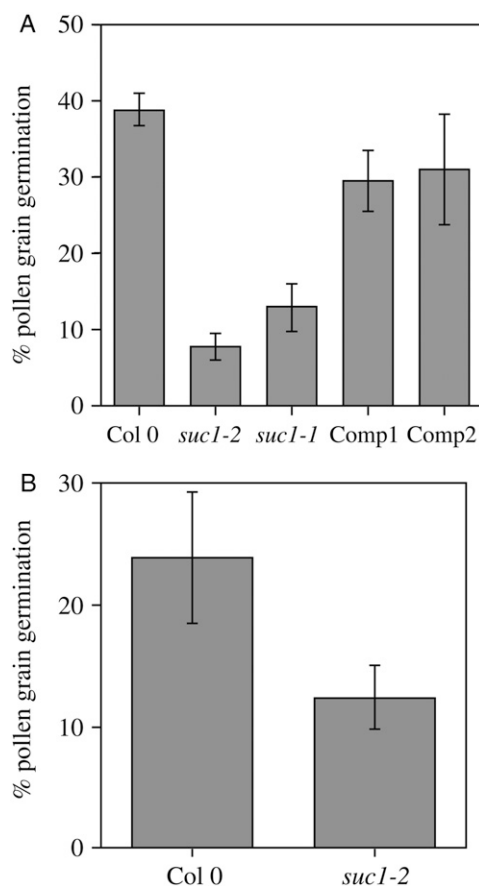 A
50
40
30
20
10
0
% pollen grain germination
Col 0 suc1-2 suc1-1 Comp1 Comp2
B
30
20
10
0
% pollen grain germination
Col 0 suc1-2